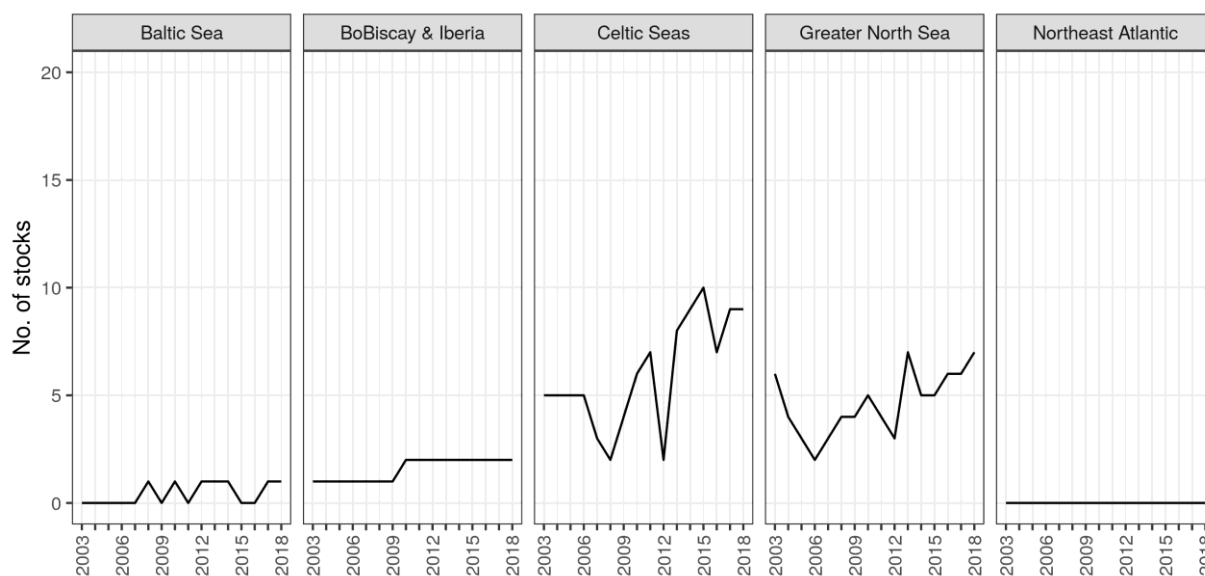 Baltic Sea
BoBiscay & Iberia
Celtic Seas
Greater North Sea
Northeast Atlantic
No. of stocks
20
15
10
5
0
2003 2006 2009 2012 2015 2018
2003 2006 2009 2012 2015 2018
2003 2006 2009 2012 2015 2018
2003 2006 2009 2012 2015 2018
2003 2006 2009 2012 2015 2018